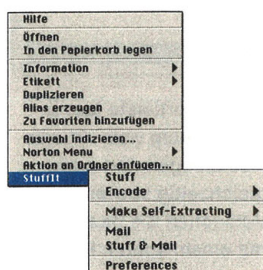 Hilfe
Öffnen
In den Papierkorb legen
Information
Etikett
Duplizieren
Alias erzeugen
Zu Favoriten hinzufügen
Auswahl indizieren...
Norton Menu
Aktion an Ordner anfügen...
StuffIt
Stuff
Encode
Make Self-Extracting
Mail
Stuff & Mail
Preferences